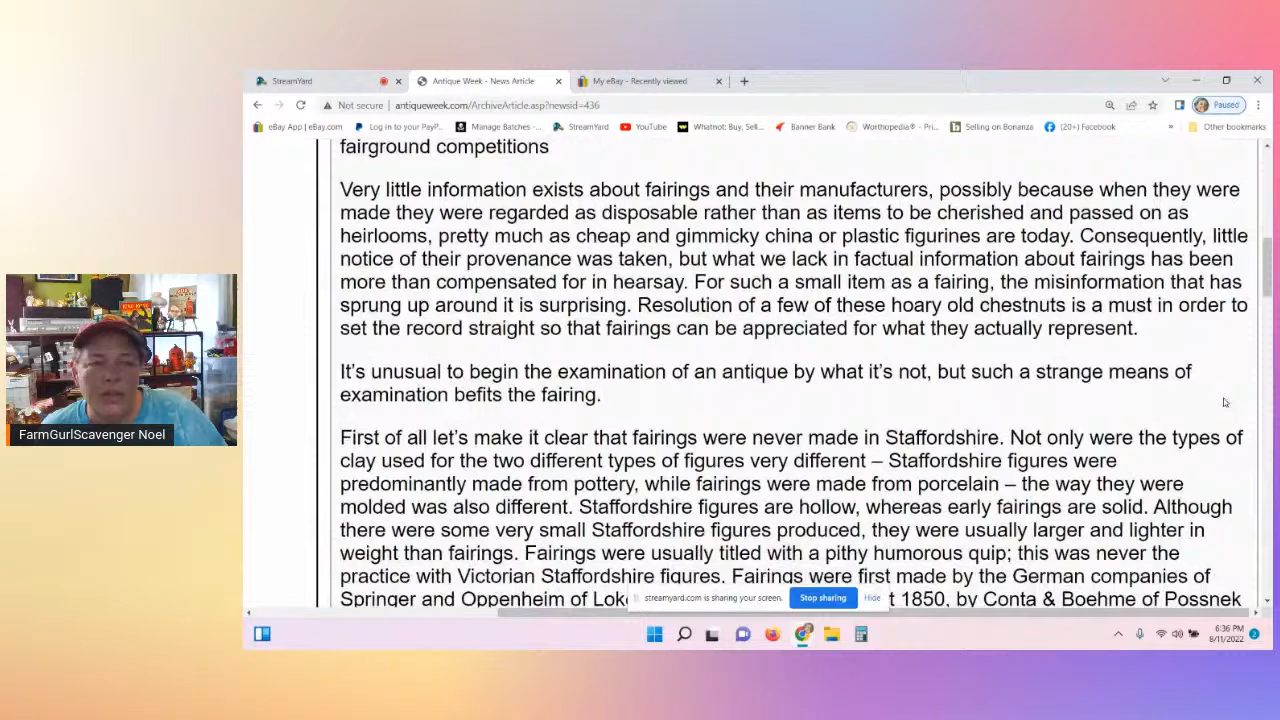 StreamYard
Antique Week - News Article
My eBay - Recently viewed
Not secure
antiqueweek.com/ArchiveArticle.asp?newsid=436
Paused
eBay App | eBay.com
Log in to your PayP...
Manage Batches -...
StreamYard
YouTube
Whatnot: Buy, Sell...
Banner Bank
Worthopedia® - Pri...
Selling on Bonanza
(20+) Facebook
»
Other bookmarks
fairground competitions
Very little information exists about fairings and their manufacturers, possibly because when they were
made they were regarded as disposable rather than as items to be cherished and passed on as
heirlooms, pretty much as cheap and gimmicky china or plastic figurines are today. Consequently, little
notice of their provenance was taken, but what we lack in factual information about fairings has been
more than compensated for in hearsay. For such a small item as a fairing, the misinformation that has
sprung up around it is surprising. Resolution of a few of these hoary old chestnuts is a must in order to
set the record straight so that fairings can be appreciated for what they actually represent.
It's unusual to begin the examination of an antique by what it's not, but such a strange means of
examination befits the fairing.
First of all let's make it clear that fairings were never made in Staffordshire. Not only were the types of
clay used for the two different types of figures very different – Staffordshire figures were
predominantly made from pottery, while fairings were made from porcelain – the way they were
molded was also different. Staffordshire figures are hollow, whereas early fairings are solid. Although
there were some very small Staffordshire figures produced, they were usually larger and lighter in
weight than fairings. Fairings were usually titled with a pithy humorous quip; this was never the
practice with Victorian Staffordshire figures. Fairings were first made by the German companies of
Springer and Oppenheim of
1850, by Conta & Boehme of Possnek
streamyard.com is sharing your screen.
Stop sharing
Hide
FarmGurlScavenger Noel
6:36 PM
8/11/2022
2